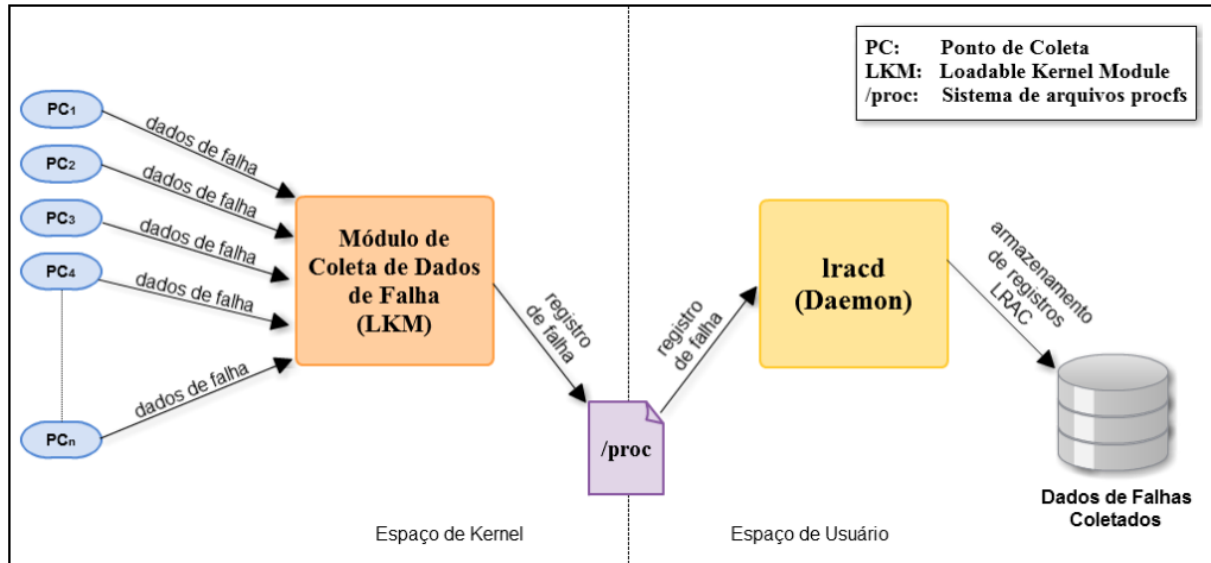 PC: Ponto de Coleta
LKM: Loadable Kernel Module
/proc: Sistema de arquivos procfs
PC1
dados de falha
PC2
dados de falha
PC3
dados de falha
PC4
dados de falha
PCn
dados de falha
Módulo de
Coleta de Dados
de Falha
(LKM)
registro
de falha
/proc
registro
de falha
lracd
(Daemon)
armazenamento
de registros
LRAC
Dados de Falhas
Coletados
Espaço de Kernel
Espaço de Usuário